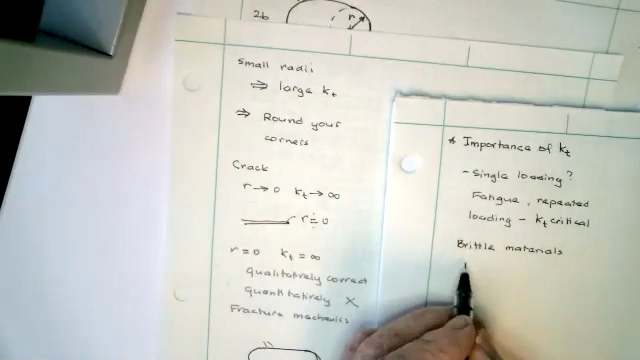 2b
r
small radii
⇒ large kt
⇒ Round your
corners
Crack
r→0 kt→∞
r=0
r=0 kt=∞
qualitatively correct
quantitatively X
Fracture mechanics
* Importance of kt
- Single loading?
Fatigue, repeated
loading - kt critical
Brittle materials